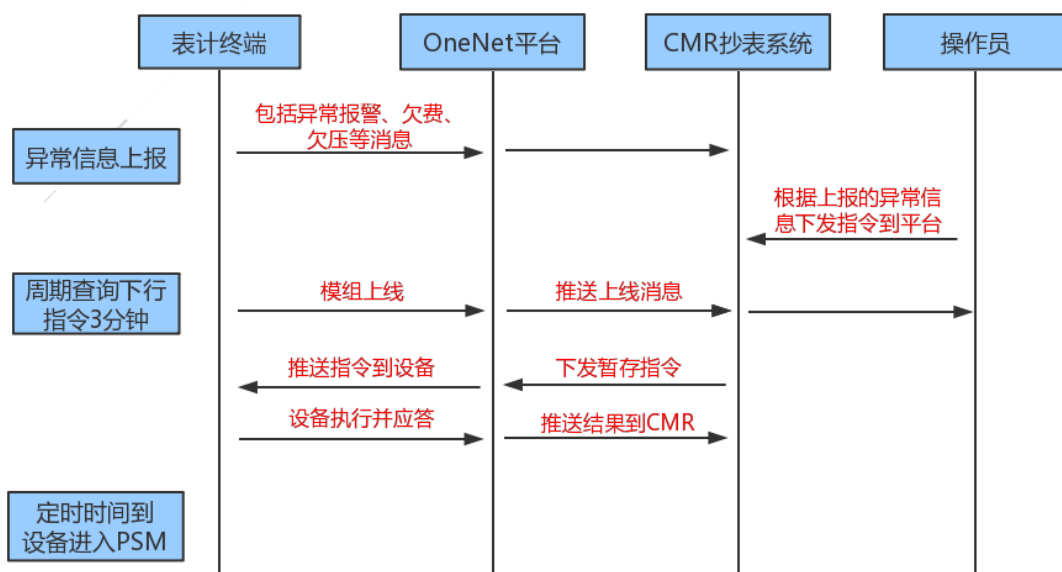 表计终端
OneNet平台
CMR抄表系统
操作员
异常信息上报
包括异常报警、欠费、
欠压等消息
根据上报的异常信
息下发指令到平台
周期查询下行
指令3分钟
模组上线
推送上线消息
推送指令到设备
下发暂存指令
设备执行并应答
推送结果到CMR
定时时间到
设备进入PSM